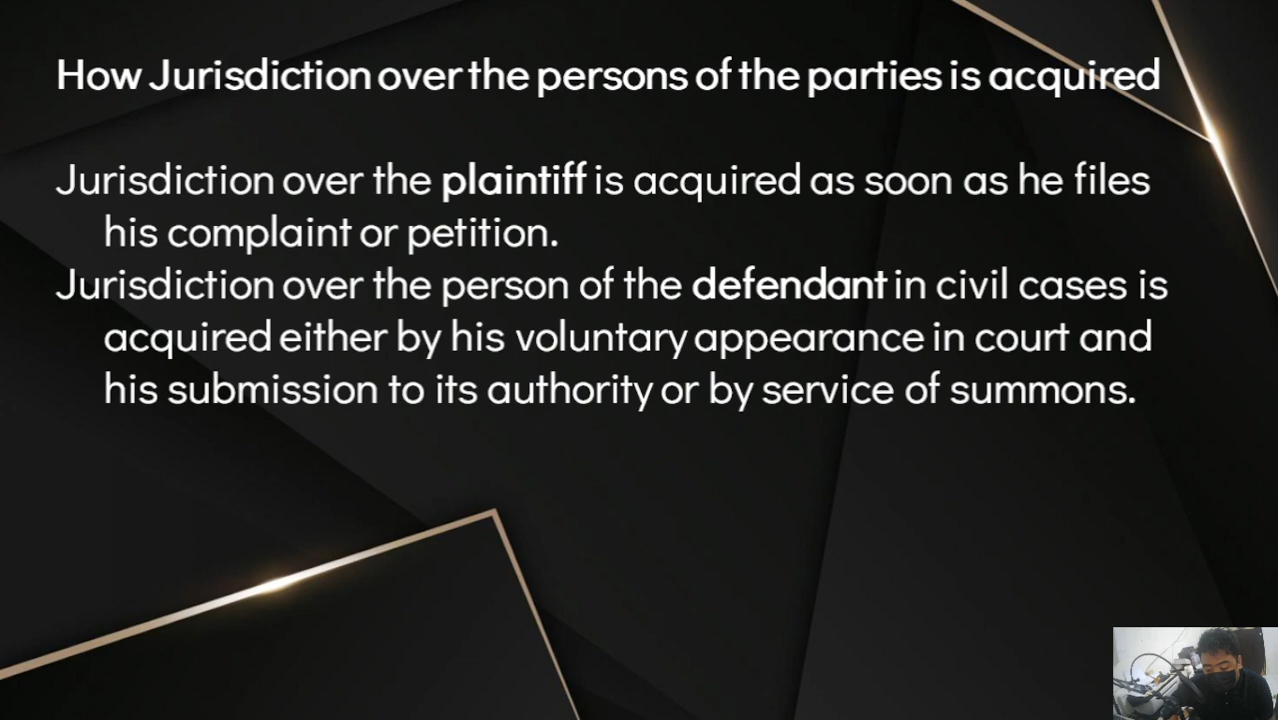 How Jurisdiction over the persons of the parties is acquired
Jurisdiction over the plaintiff is acquired as soon as he files
his complaint or petition.
Jurisdiction over the person of the defendant in civil cases is
acquired either by his voluntary appearance in court and
his submission to its authority or by service of summons.